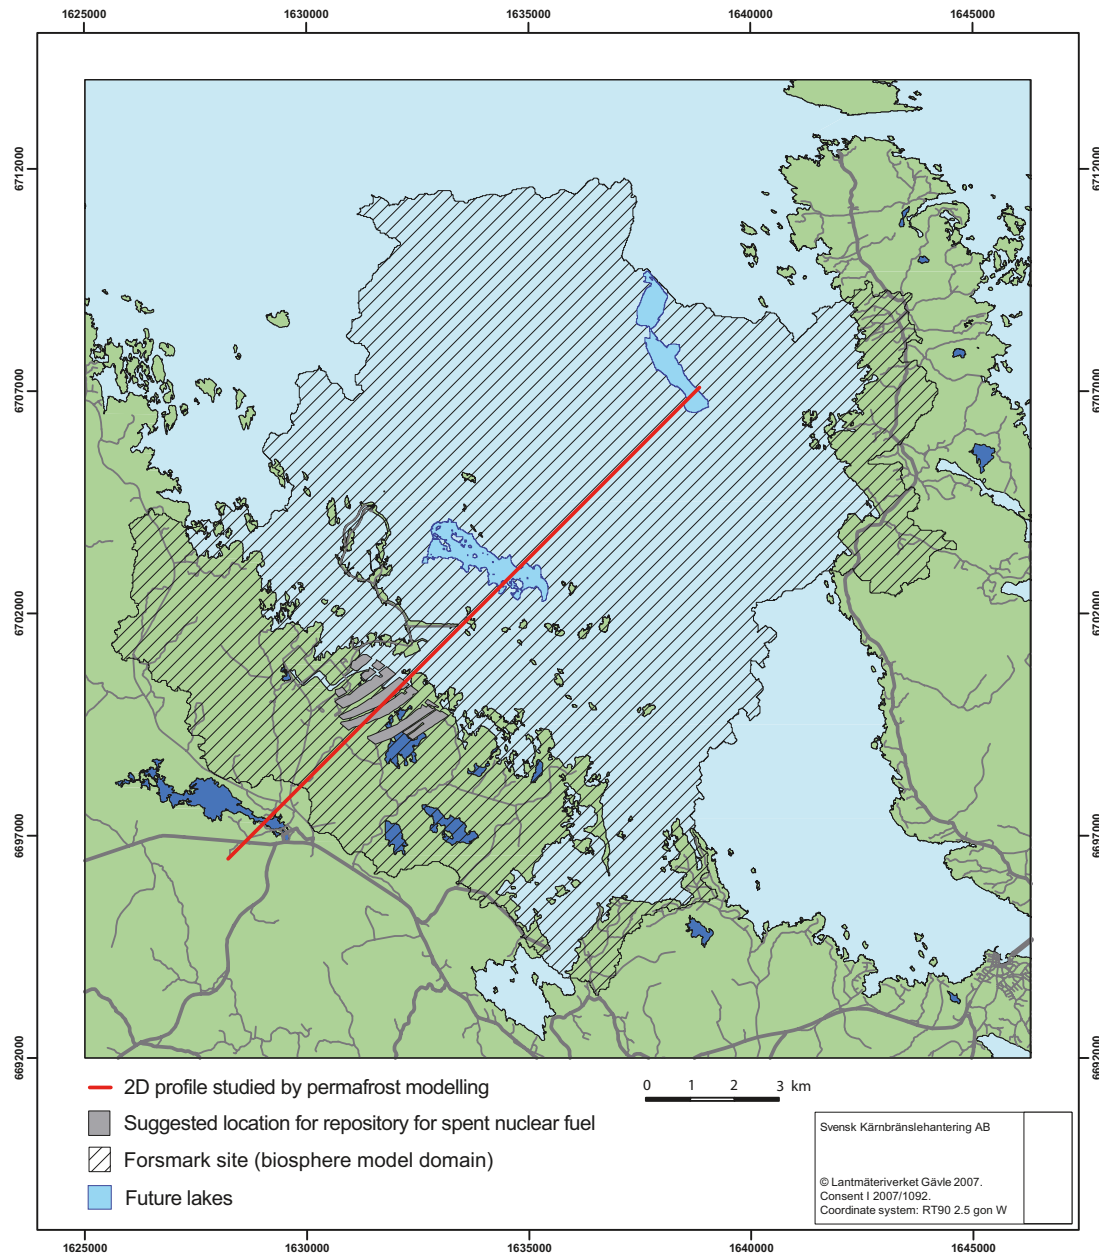 1625000 1630000 1635000 1640000 1645000
6712000 6712000
6707000 6707000
6702000 6702000
6697000 6697000
6692000 6692000
2D profile studied by permafrost modelling
0 1 2 3 km
Suggested location for repository for spent nuclear fuel
Forsmark site (biosphere model domain)
Future lakes
Svensk Kärnbränslehantering AB
© Lantmäteriverket Gävle 2007.
Consent I 2007/1092.
Coordinate system: RT90 2.5 gon W
1625000 1630000 1635000 1640000 1645000